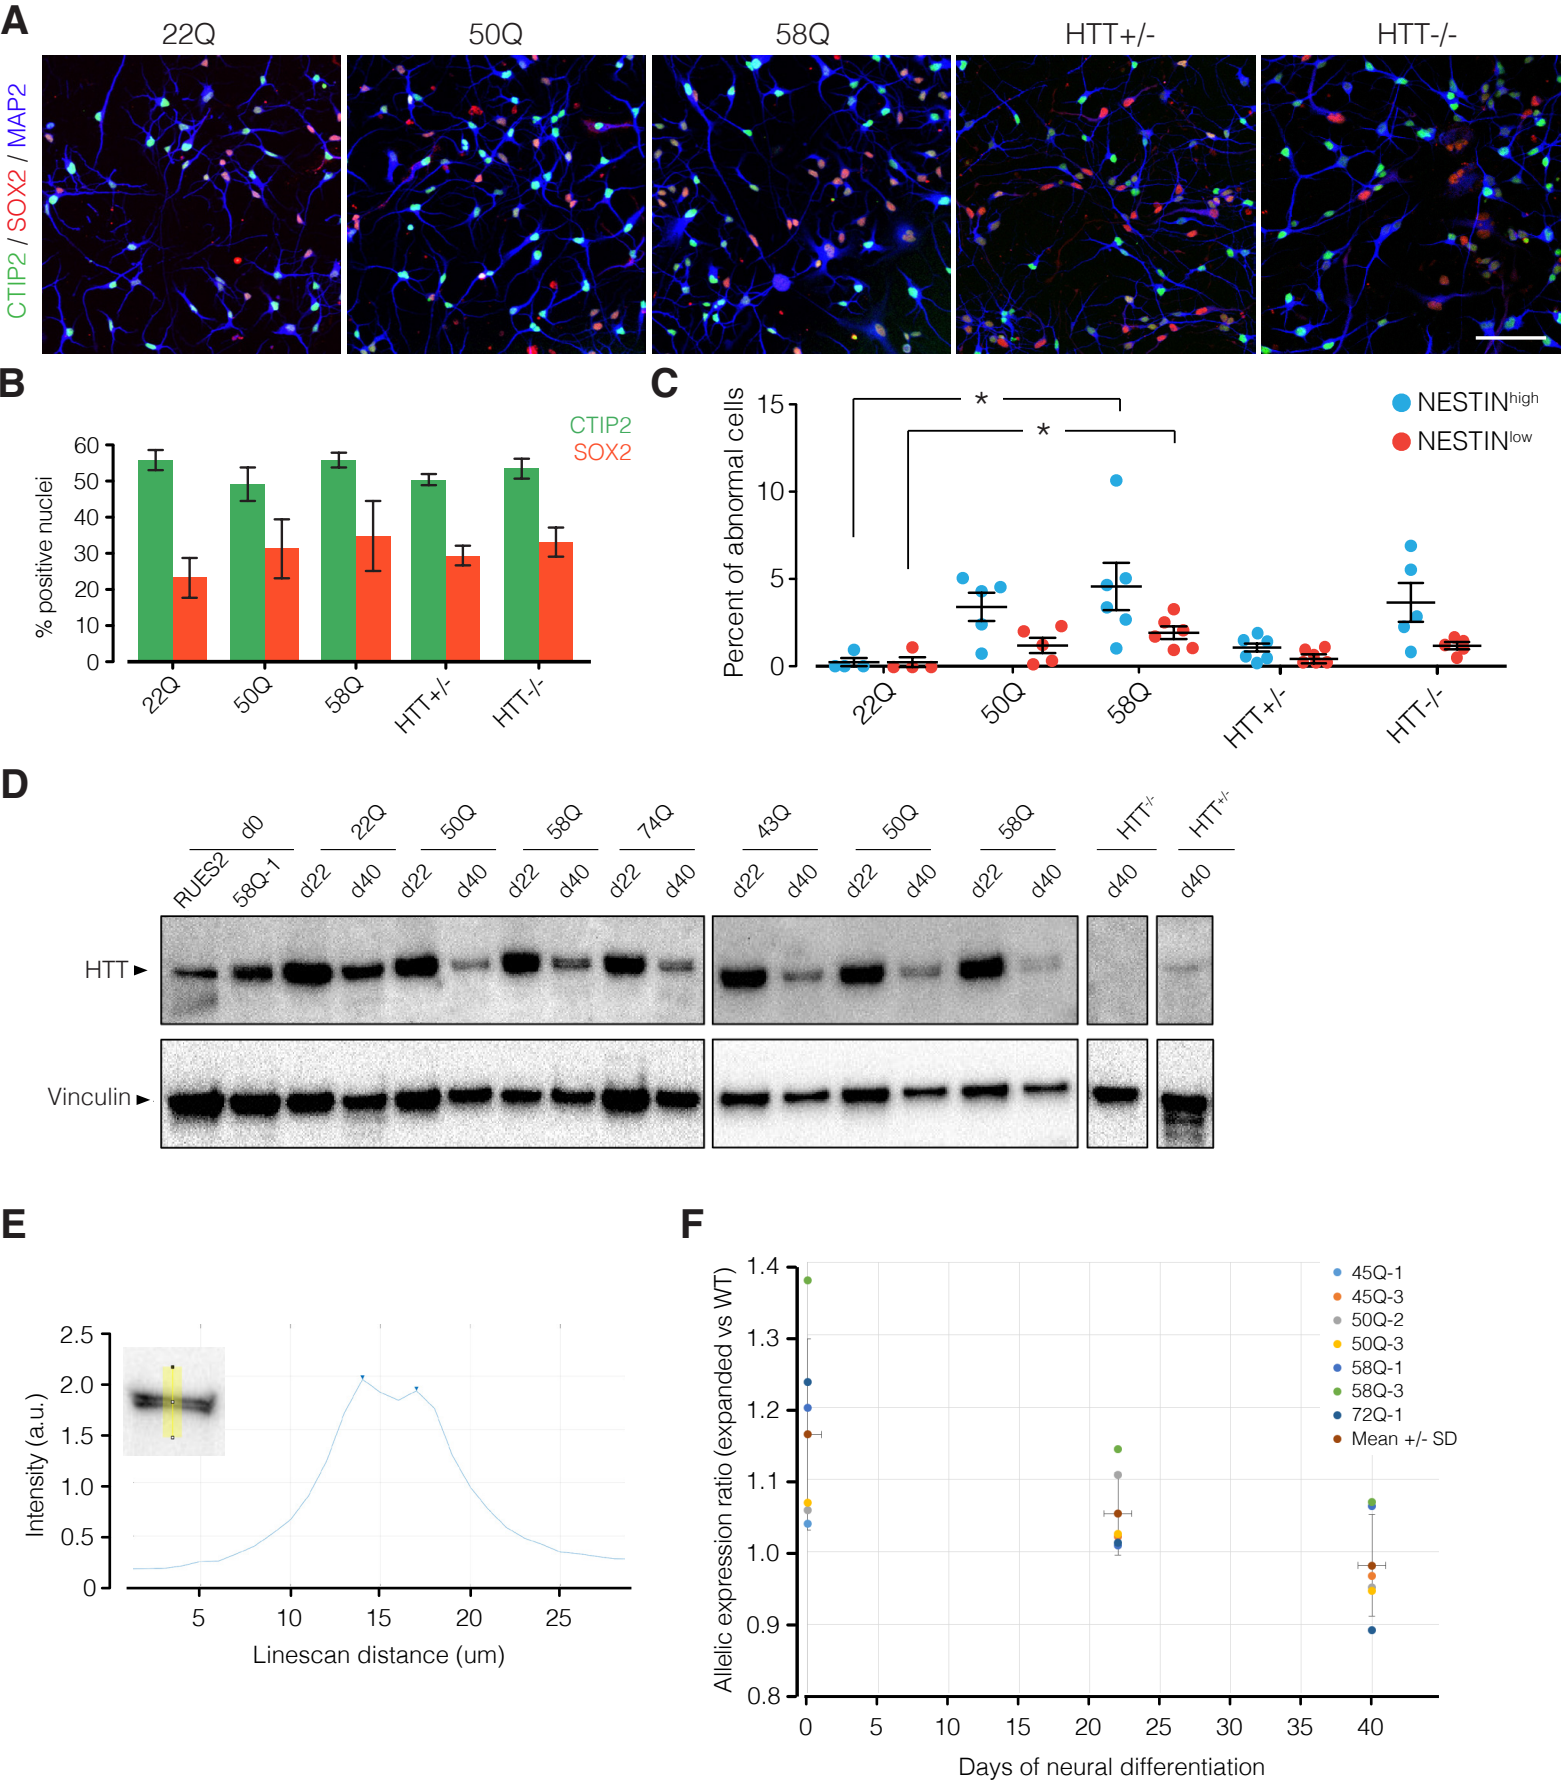 A
22Q
50Q
58Q
HTT+/-
HTT-/-
CTIP2 / SOX2 / MAP2
B
CTIP2
SOX2
% positive nuclei
60
50
40
30
20
10
0
22Q
50Q
58Q
HTT+/-
HTT-/-
C
NESTINhigh
NESTINlow
Percent of abnormal cells
15
10
5
0
*
*
22Q
50Q
58Q
HTT+/-
HTT-/-
D
d0
22Q
50Q
58Q
74Q
43Q
50Q
58Q
HTT-/-
HTT+/-
RUES2
58Q-1
d22
d40
d22
d40
d22
d40
d22
d40
d22
d40
d22
d40
d22
d40
d40
d40
HTT
Vinculin
E
Intensity (a.u.)
2.5
2.0
1.5
1.0
0.5
0
5
10
15
20
25
Linescan distance (um)
F
Allelic expression ratio (expanded vs WT)
1.4
1.3
1.2
1.1
1.0
0.9
0.8
45Q-1
45Q-3
50Q-2
50Q-3
58Q-1
58Q-3
72Q-1
Mean +/- SD
0
5
10
15
20
25
30
35
40
Days of neural differentiation